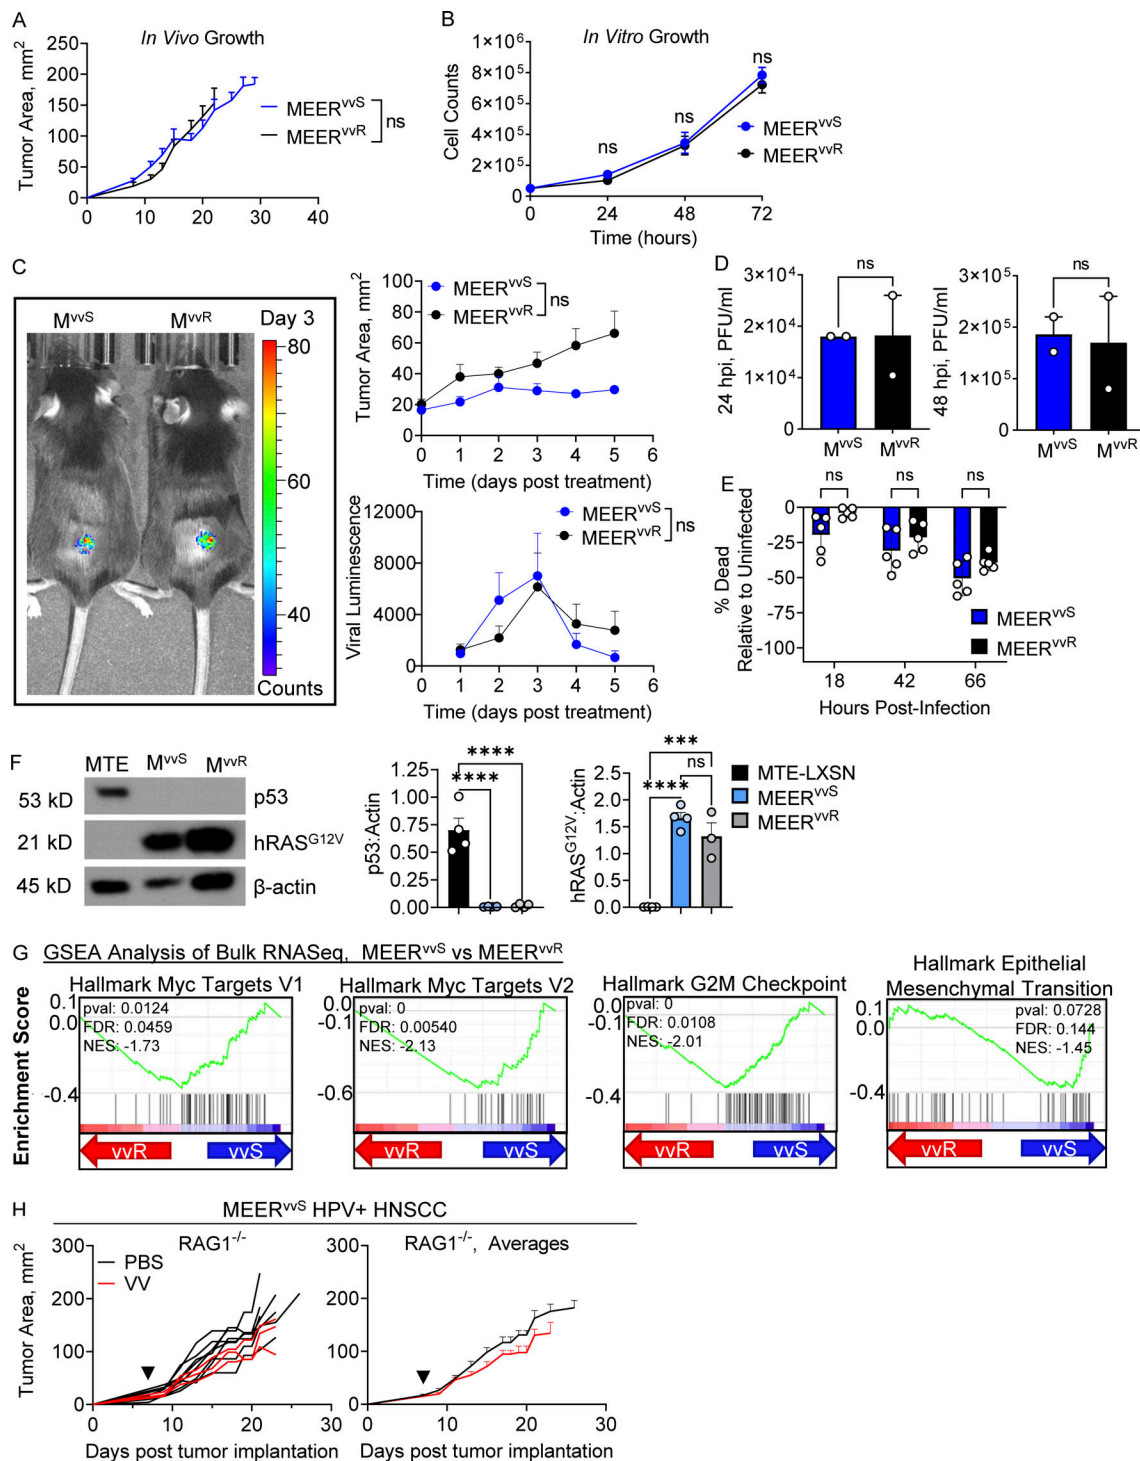 A
In Vivo Growth
Tumor Area, mm²
250
200
150
100
50
0
0 10 20 30 40
MEERvvS
MEERvvR
ns
B
In Vitro Growth
Cell Counts
1×10⁶
8×10⁵
6×10⁵
4×10⁵
2×10⁵
0
0 24 48 72
Time (hours)
ns
ns
ns
MEERvvS
MEERvvR
C
MvvS MvvR Day 3
80
60
40
Counts
Tumor Area, mm²
100
80
60
40
20
0
0 1 2 3 4 5 6
Time (days post treatment)
MEERvvS
MEERvvR
ns
Viral Luminescence
12000
8000
4000
0
0 1 2 3 4 5 6
Time (days post treatment)
MEERvvS
MEERvvR
ns
D
24 hpi, PFU/ml
3×10⁴
2×10⁴
1×10⁴
0
ns
MvvS MvvR
48 hpi, PFU/ml
3×10⁵
2×10⁵
1×10⁵
0
ns
MvvS MvvR
E
% Dead
Relative to Uninfected
0
-25
-50
-75
-100
ns ns ns
MEERvvS
MEERvvR
18 42 66
Hours Post-Infection
F
MTE MvvS MvvR
53 kD p53
21 kD hRASG12V
45 kD β-actin
p53:Actin
1.25
1.00
0.75
0.50
0.25
0.00
****
****
hRASG12V:Actin
2.5
2.0
1.5
1.0
0.5
0.0
***
**** ns
MTE-LXSN
MEERvvS
MEERvvR
G GSEA Analysis of Bulk RNASeq, MEERvvS vs MEERvvR
Enrichment Score
Hallmark Myc Targets V1
0.1
0.0
-0.4
pval: 0.0124
FDR: 0.0459
NES: -1.73
vvR vvS
Hallmark Myc Targets V2
0.0
-0.1
-0.6
pval: 0
FDR: 0.00540
NES: -2.13
vvR vvS
Hallmark G2M Checkpoint
0.0
-0.1
-0.4
pval: 0
FDR: 0.0108
NES: -2.01
vvR vvS
Hallmark Epithelial
Mesenchymal Transition
0.1
0.0
-0.4
pval: 0.0728
FDR: 0.144
NES: -1.45
vvR vvS
H
MEERvvS HPV+ HNSCC
RAG1-/-
Tumor Area, mm²
300
200
100
0
PBS
VV
0 10 20 30
Days post tumor implantation
RAG1-/-, Averages
300
200
100
0
0 10 20 30
Days post tumor implantation